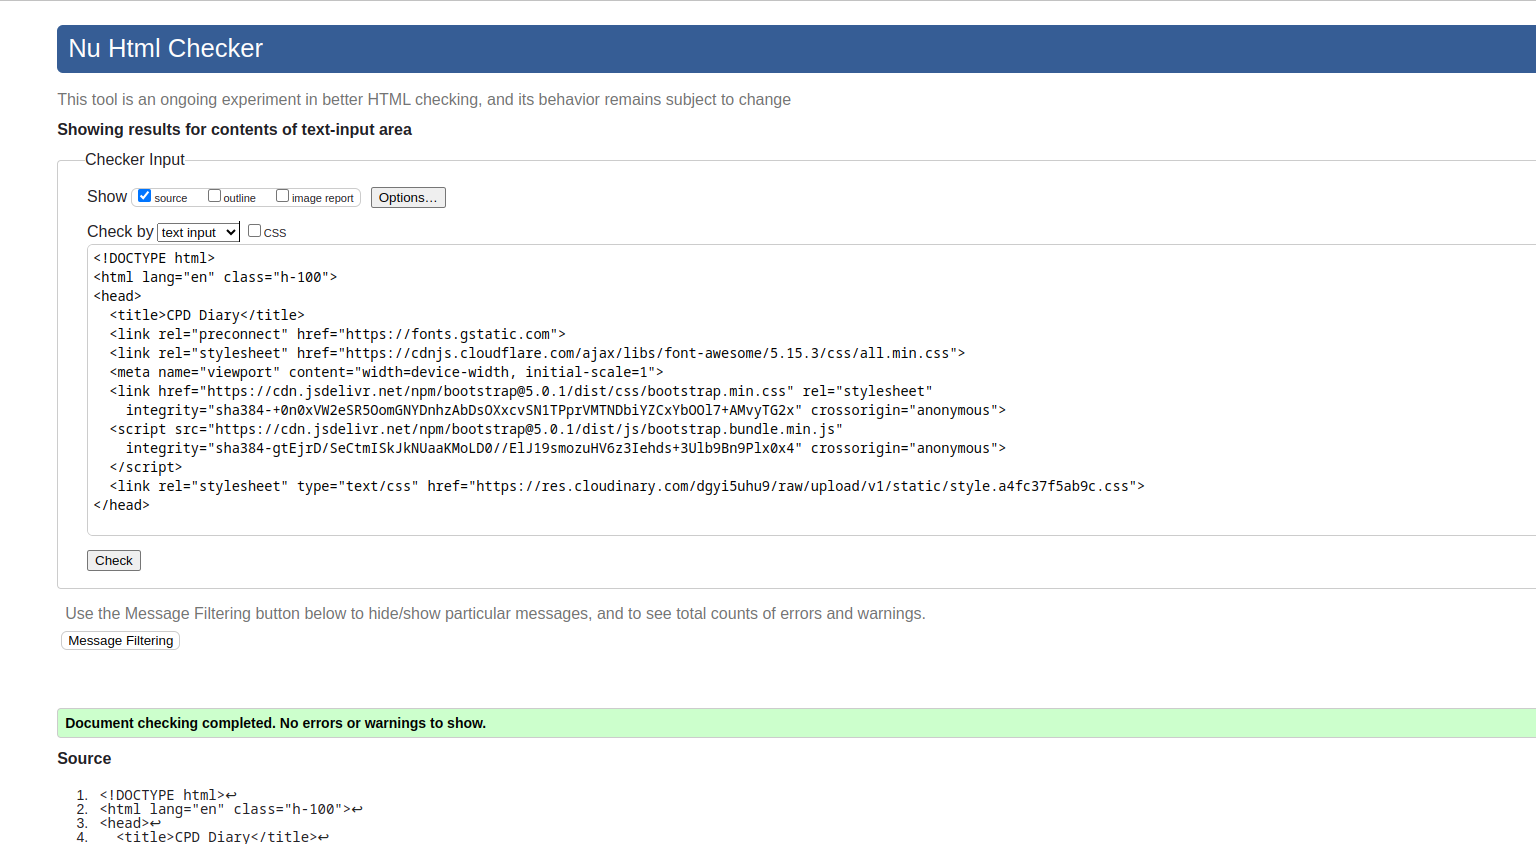 Nu Html Checker
This tool is an ongoing experiment in better HTML checking, and its behavior remains subject to change
Showing results for contents of text-input area
Checker Input
Show source outline image report Options...
Check by text input CSS
<!DOCTYPE html>
<html lang="en" class="h-100">
<head>
  <title>CPD Diary</title>
  <link rel="preconnect" href="https://fonts.gstatic.com">
  <link rel="stylesheet" href="https://cdnjs.cloudflare.com/ajax/libs/font-awesome/5.15.3/css/all.min.css">
  <meta name="viewport" content="width=device-width, initial-scale=1">
  <link href="https://cdn.jsdelivr.net/npm/bootstrap@5.0.1/dist/css/bootstrap.min.css" rel="stylesheet"
    integrity="sha384-+0n0xVW2eSR5OomGNYDnhzAbDsOXxcvSN1TPprVMTNDbiYZCxYbOOl7+AMvyTG2x" crossorigin="anonymous">
  <script src="https://cdn.jsdelivr.net/npm/bootstrap@5.0.1/dist/js/bootstrap.bundle.min.js"
    integrity="sha384-gtEjrD/SeCtmISkJkNUaaKMoLD0//ElJ19smozuHV6z3Iehds+3Ulb9Bn9Plx0x4" crossorigin="anonymous">
  </script>
  <link rel="stylesheet" type="text/css" href="https://res.cloudinary.com/dgyi5uhu9/raw/upload/v1/static/style.a4fc37f5ab9c.css">
</head>
Check
Use the Message Filtering button below to hide/show particular messages, and to see total counts of errors and warnings.
Message Filtering
Document checking completed. No errors or warnings to show.
Source
1. <!DOCTYPE html>↩
2. <html lang="en" class="h-100">↩
3. <head>↩
4.   <title>CPD Diary</title>↩